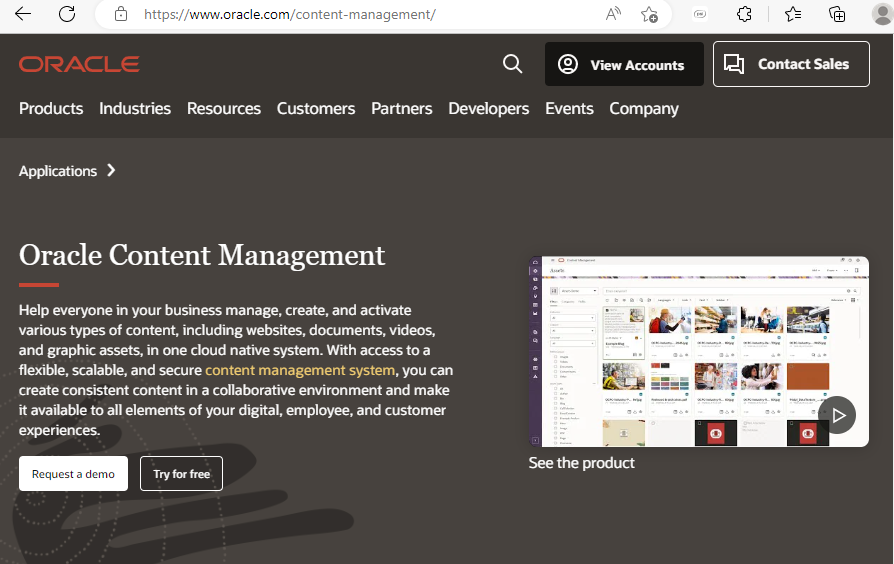 https://www.oracle.com/content-management/
ORACLE
View Accounts
Contact Sales
Products Industries Resources Customers Partners Developers Events Company
Applications
Oracle Content Management
Help everyone in your business manage, create, and activate
various types of content, including websites, documents, videos,
and graphic assets, in one cloud native system. With access to a
flexible, scalable, and secure content management system, you can
create consistent content in a collaborative environment and make
it available to all elements of your digital, employee, and customer
experiences.
Request a demo Try for free
Content Management
Assets
See the product